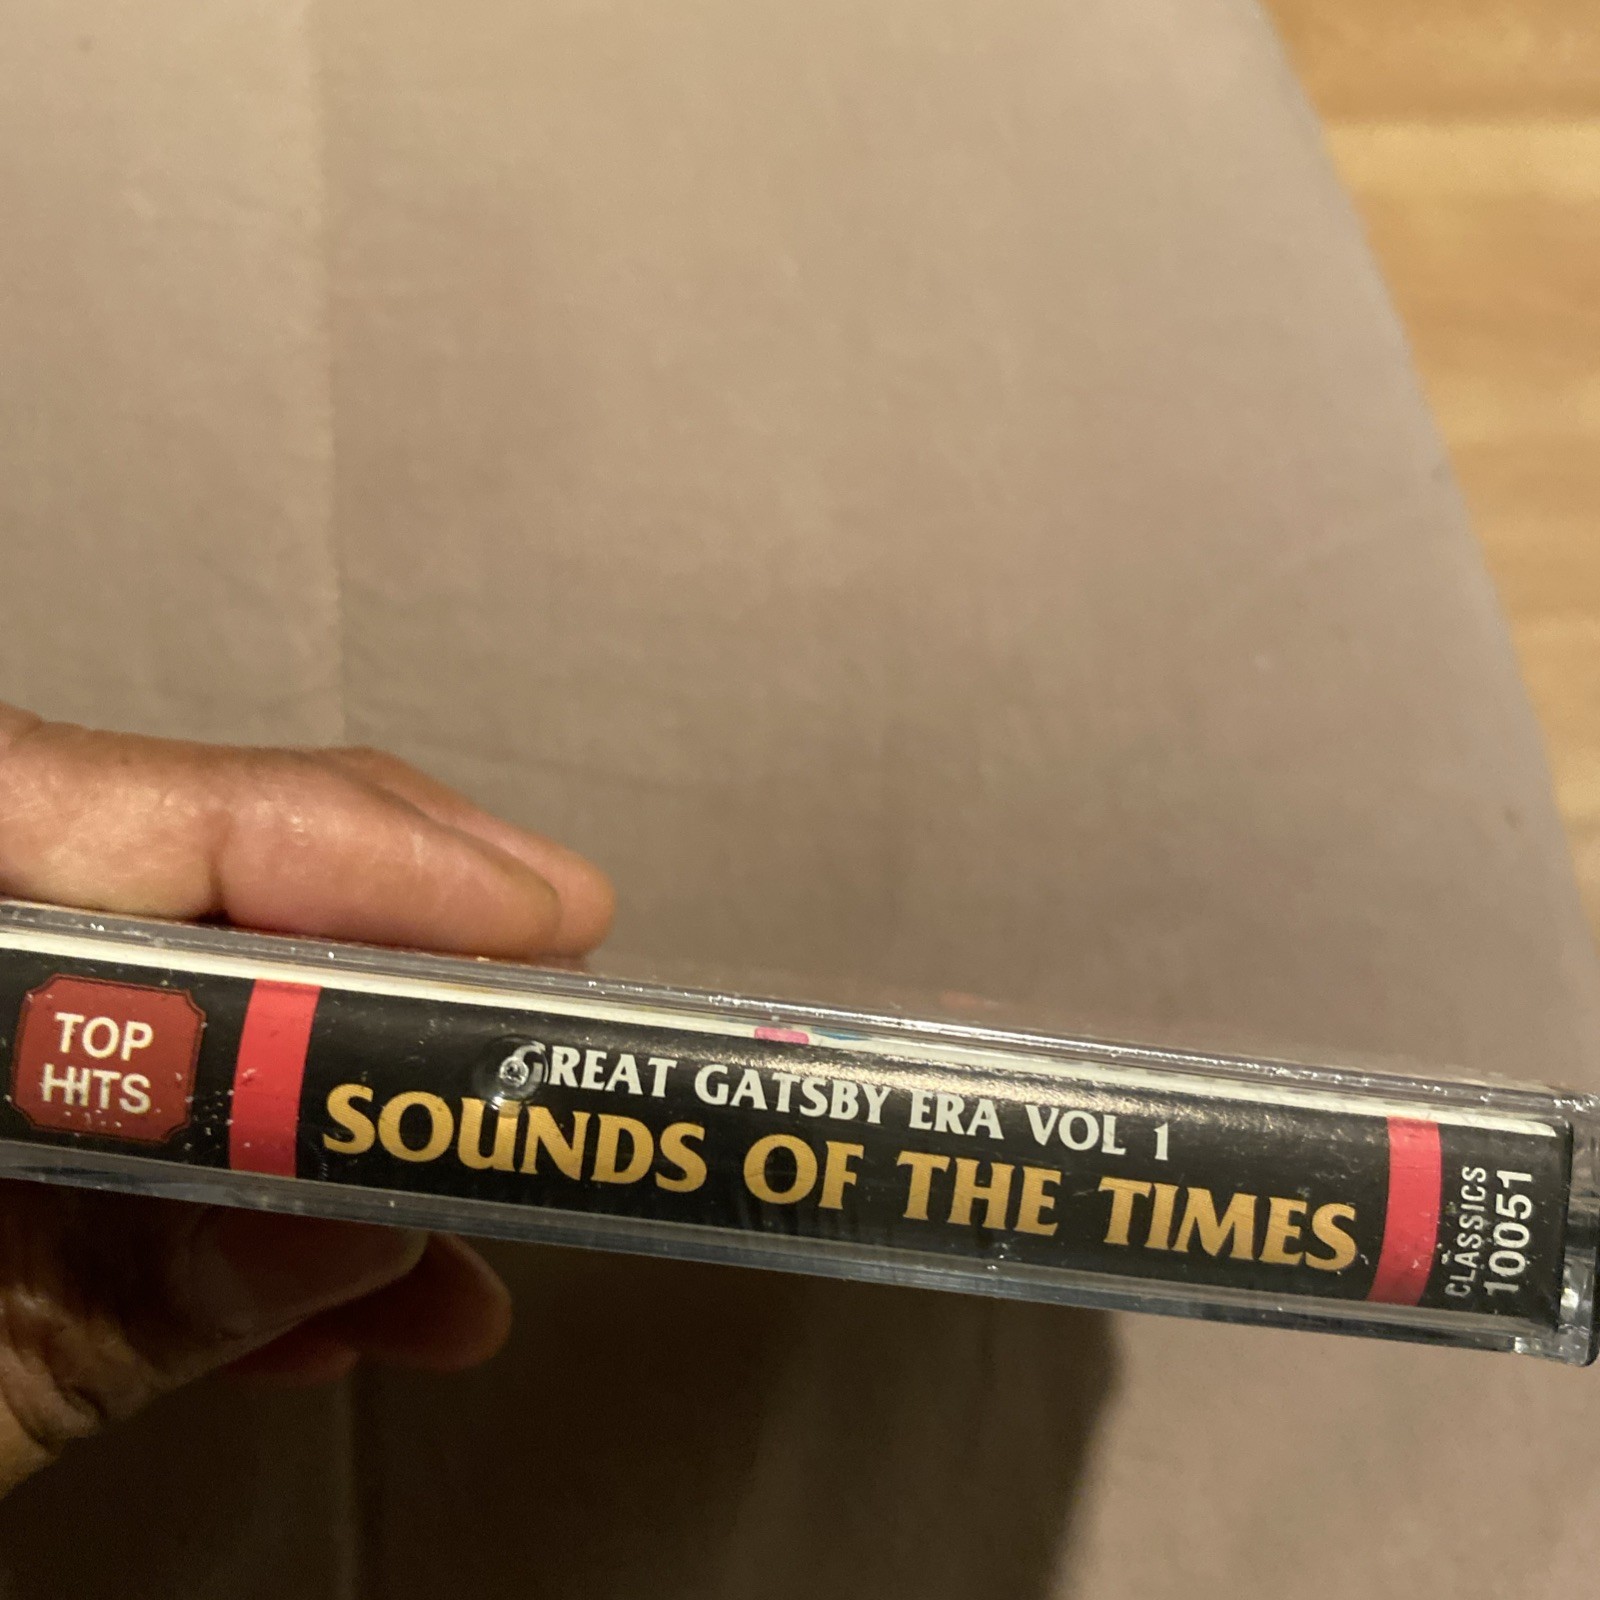 TOP
HITS
GREAT GATSBY ERA VOL 1
SOUNDS OF THE TIMES
CLASSICS
10051